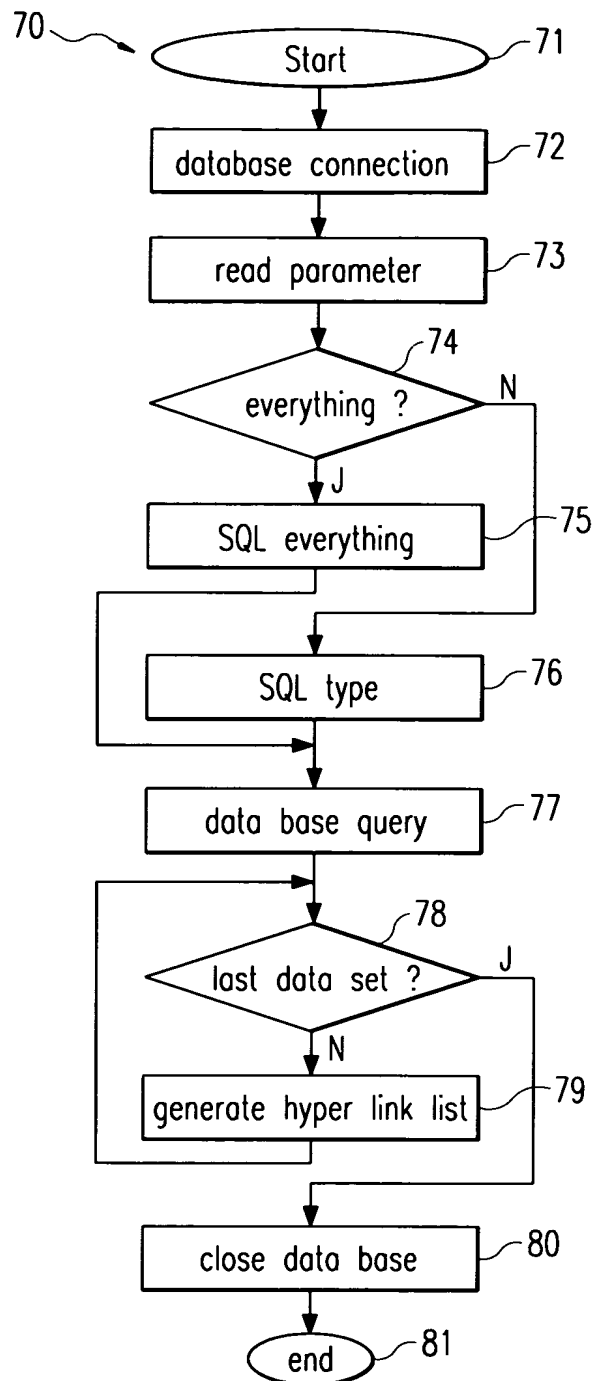 70
Start
71
database connection
72
read parameter
73
74
everything ?
N
J
SQL everything
75
SQL type
76
data base query
77
78
last data set ?
J
N
generate hyper link list
79
close data base
80
end
81